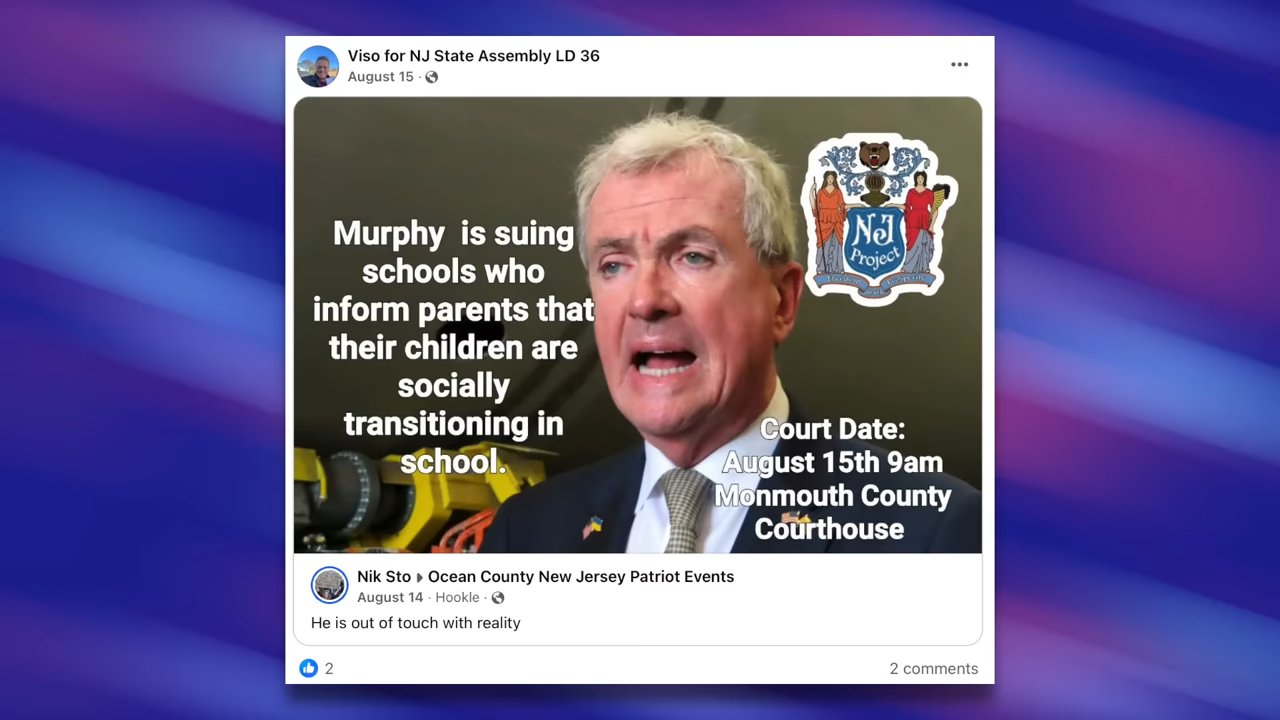 Viso for NJ State Assembly LD 36
August 15 ·
Murphy is suing
schools who
inform parents that
their children are
socially
transitioning in
school.
NJ
Project
Court Date:
August 15th 9am
Monmouth County
Courthouse
Nik Sto ▸ Ocean County New Jersey Patriot Events
August 14 · Hookle ·
He is out of touch with reality
2
2 comments